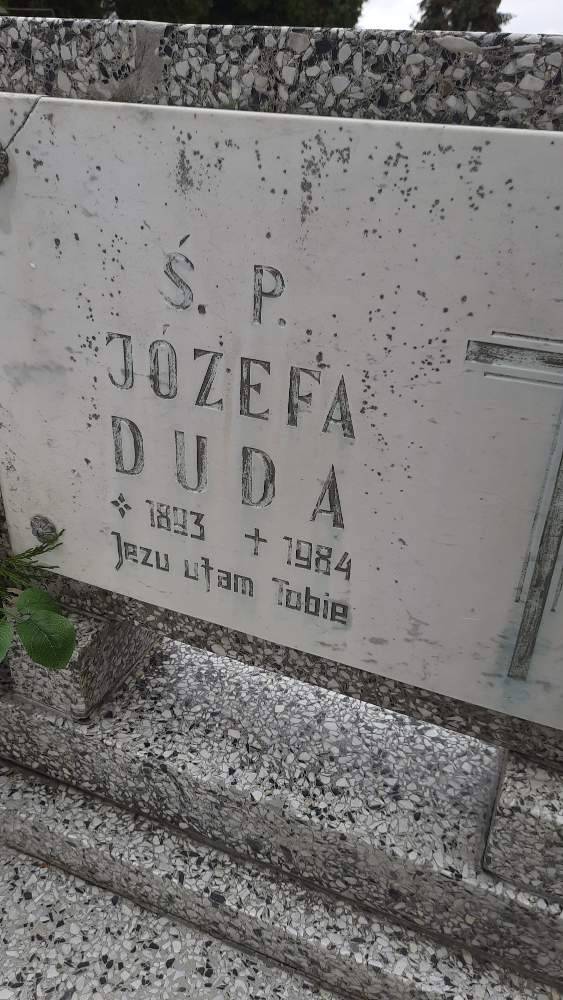 Ś. P.
JÓZEFA
DUDA
1893 + 1984
Jezu ufam Tobie